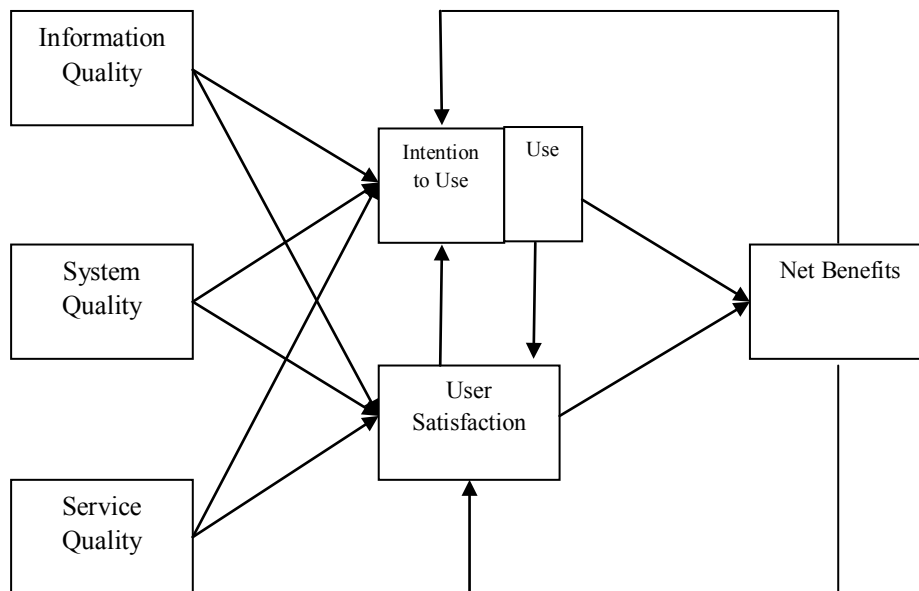 Information
Quality
Intention
to Use
Use
System
Quality
Net Benefits
User
Satisfaction
Service
Quality